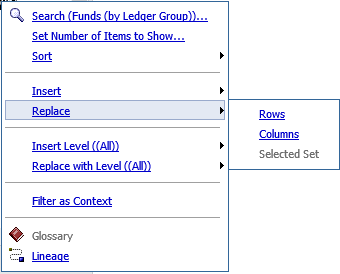 Search (Funds (by Ledger Group))...
Set Number of Items to Show...
Sort
Insert
Replace
Rows
Columns
Selected Set
Insert Level ((All))
Replace with Level ((All))
Filter as Context
Glossary
Lineage